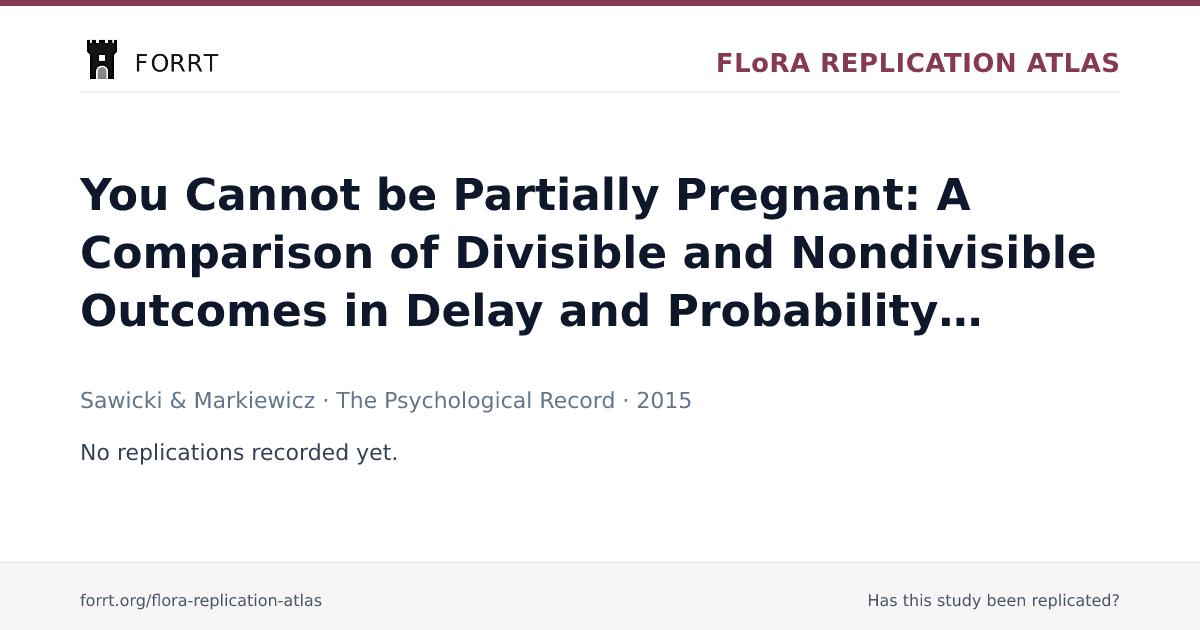 FORRT
FLoRA REPLICATION ATLAS
You Cannot be Partially Pregnant: A
Comparison of Divisible and Nondivisible
Outcomes in Delay and Probability…
Sawicki & Markiewicz · The Psychological Record · 2015
No replications recorded yet.
forrt.org/flora-replication-atlas
Has this study been replicated?